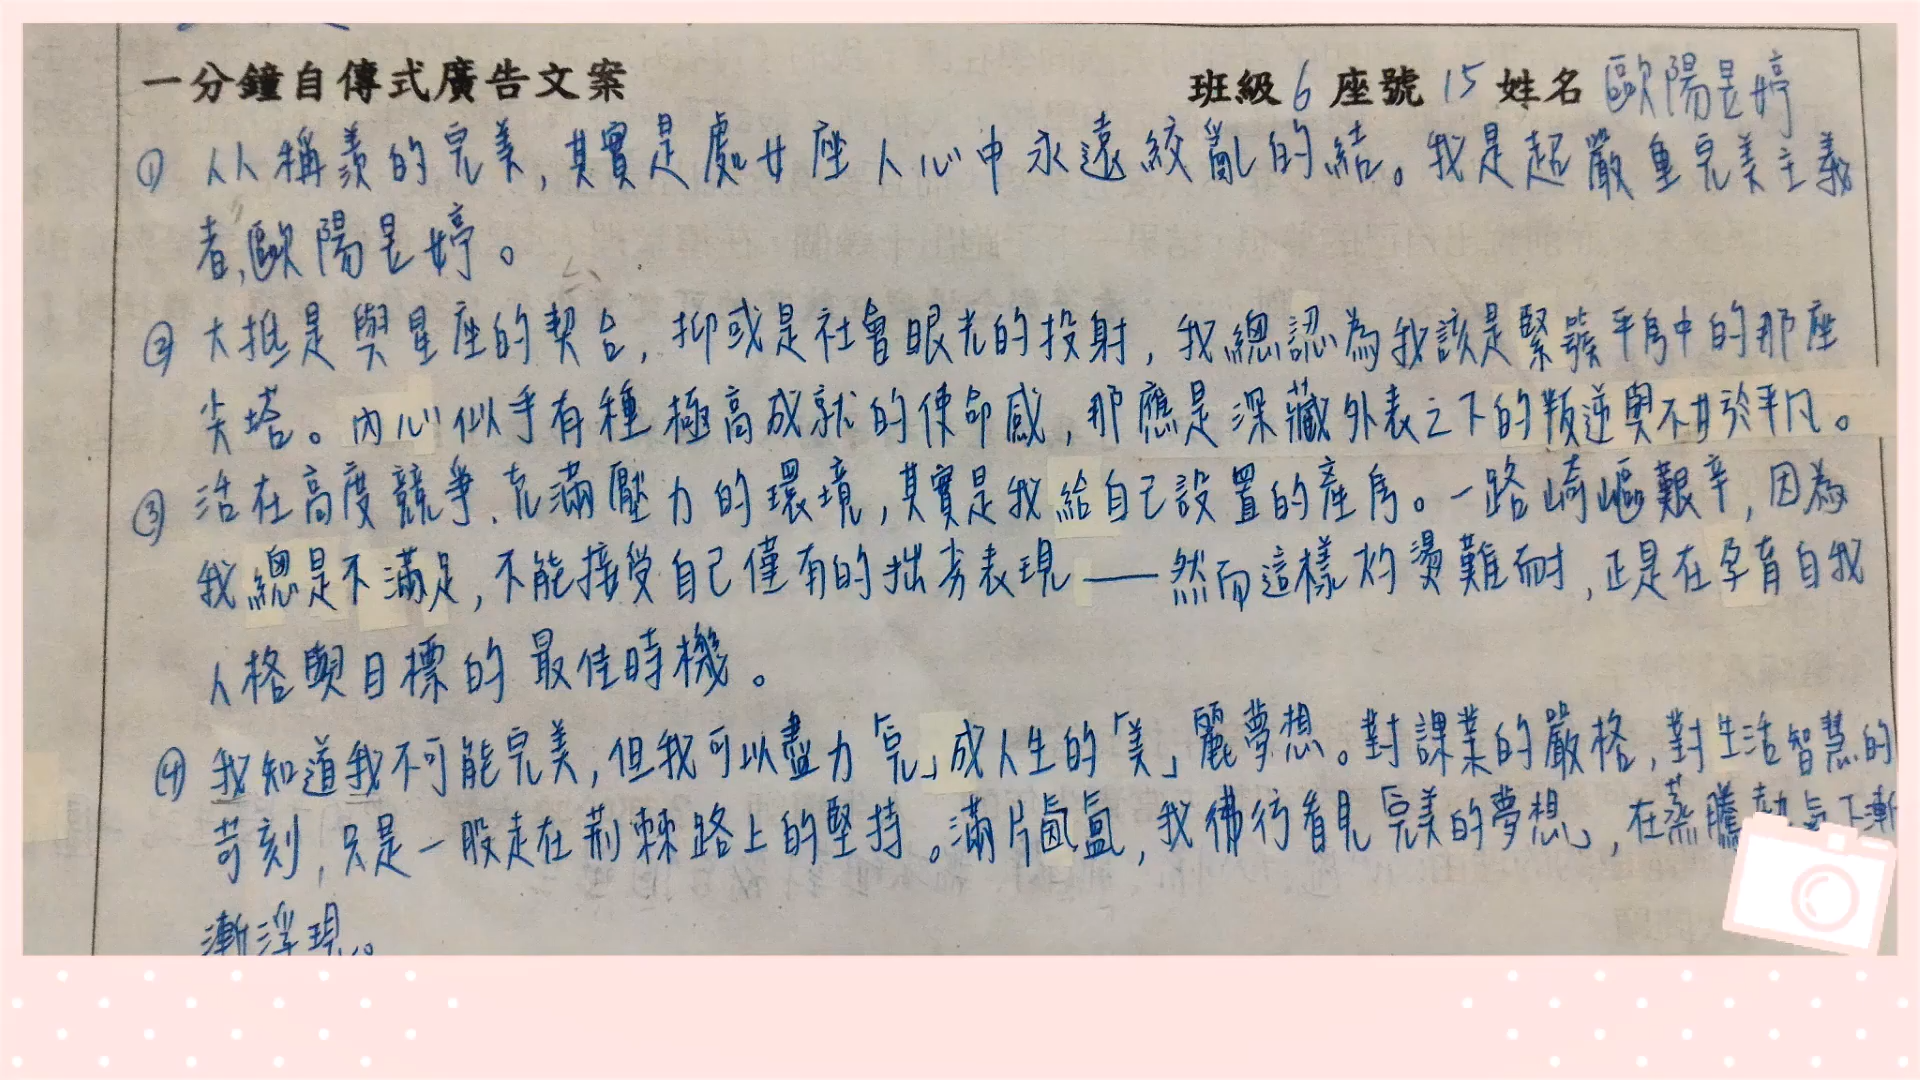 一分鐘自傳式廣告文案 班級6 座號15 姓名 歐陽昰婷
① 人人稱羨的完美，其實是處女座人心中永遠絞亂的結。我是超嚴重完美主義
者，歐陽昰婷。
② 大抵是與星座的契合，抑或是社會眼光的投射，我總認為我該是緊發平房中的那座
尖塔。內心似乎有種極高成就的使命感，那應是深藏外表之下的叛逆與不甘於平凡。
③ 活在高度競爭、充滿壓力的環境，其實是我給自己設置的產房。一路崎嶇艱辛，因為
我總是不滿足，不能接受自己僅有的拙劣表現——然而這樣灼燙難耐，正是在孕育自我
人格與目標的最佳時機。
④ 我知道我不可能完美，但我可以盡力「完」成人生的「美」麗夢想。對課業的嚴格，對生活智慧的
苛刻，只是一股走在荊棘路上的堅持。滿片氤氳，我彿彷看見「完美的夢想」，在蒸騰熱氣下漸
漸浮現。